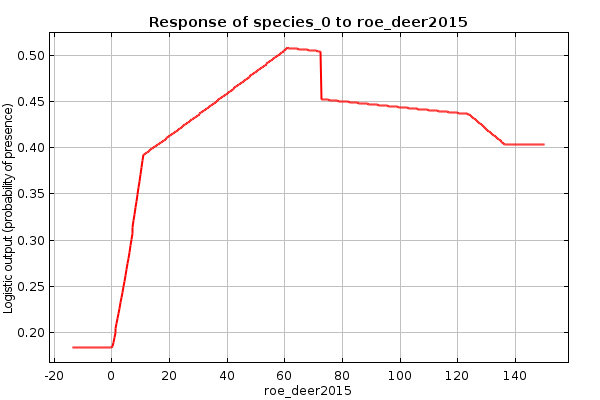 Response of species_0 to roe_deer2015
Logistic output (probability of presence)
0.50
0.45
0.40
0.35
0.30
0.25
0.20
-20 0 20 40 60 80 100 120 140
roe_deer2015